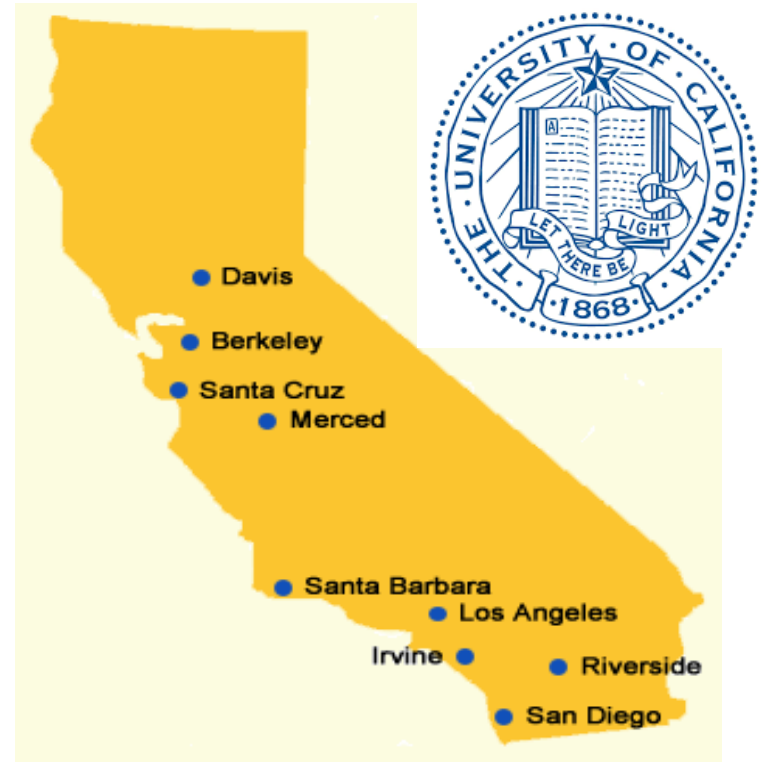 THE · UNIVERSITY · OF · CALIFORNIA ·
A
LET THERE BE LIGHT
·1868·
Davis
Berkeley
Santa Cruz
Merced
Santa Barbara
Los Angeles
Irvine
Riverside
San Diego